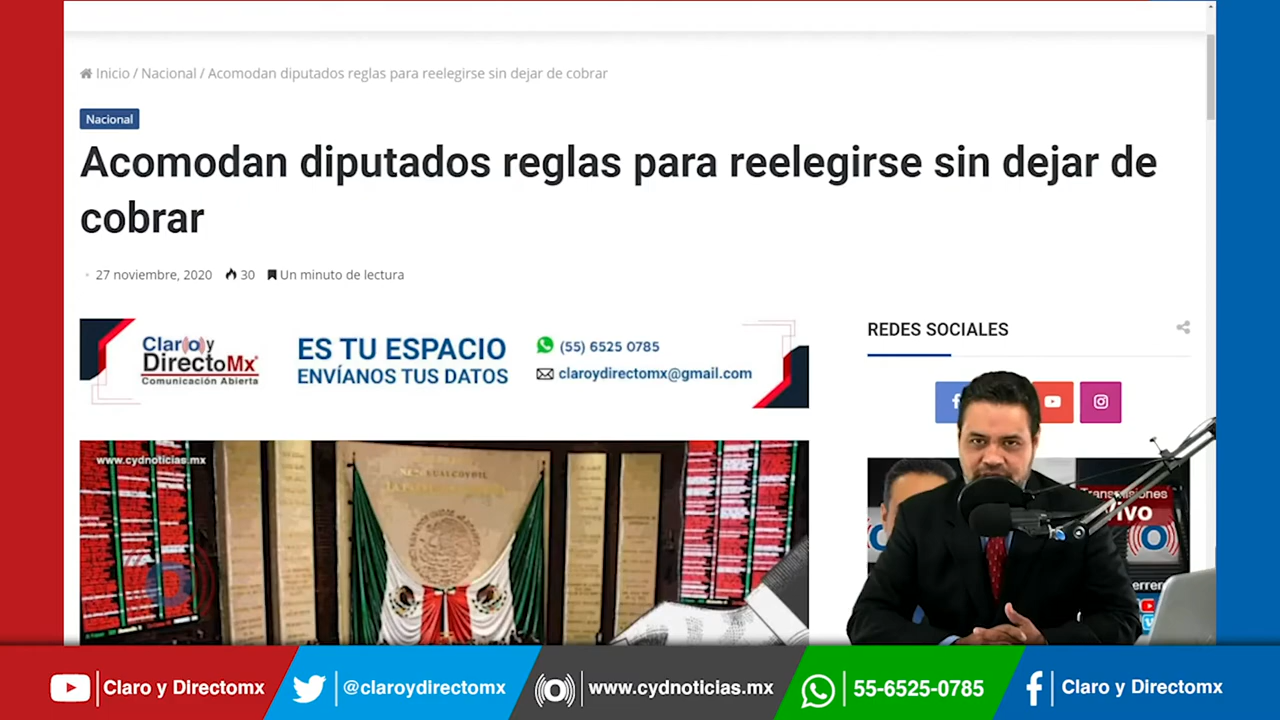 Inicio / Nacional / Acomodan diputados reglas para reelegirse sin dejar de cobrar
Nacional
Acomodan diputados reglas para reelegirse sin dejar de
cobrar
27 noviembre, 2020 30 Un minuto de lectura
Claro y
DirectoMx
Comunicación Abierta
ES TU ESPACIO
ENVÍANOS TUS DATOS
(55) 6525 0785
claroydirectomx@gmail.com
REDES SOCIALES
www.cydnoticias.mx
Transmisiones
Vivo
Claro y Directomx
@claroydirectomx
www.cydnoticias.mx
55-6525-0785
Claro y Directomx